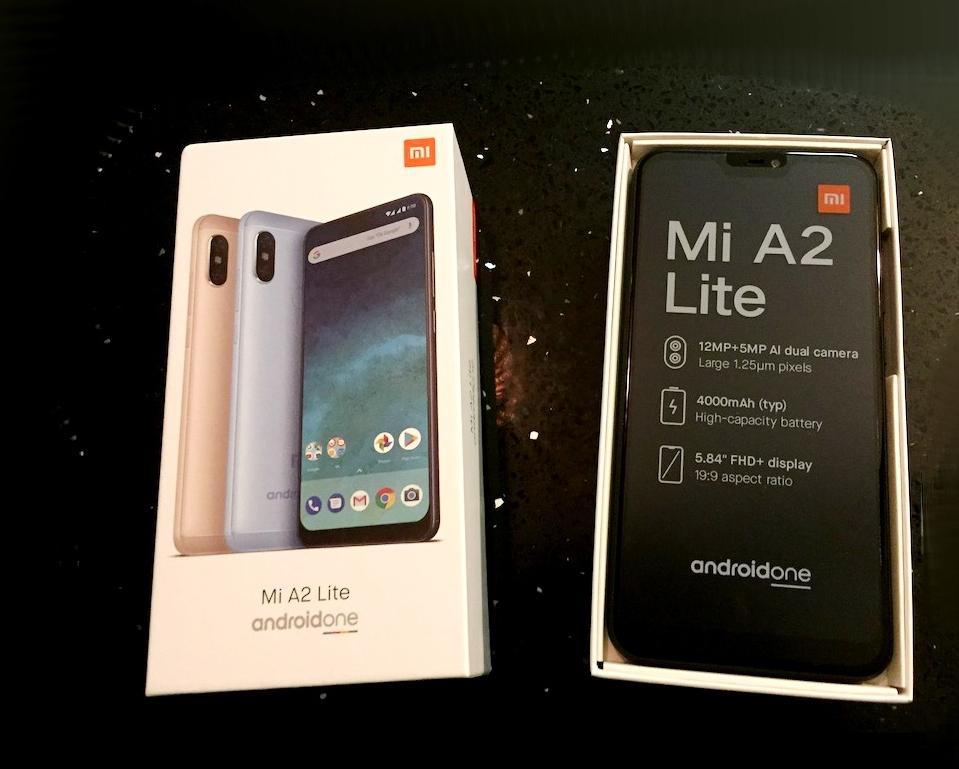 mi
Mi A2 Lite
androidone
mi
Mi A2
Lite
12MP+5MP AI dual camera
Large 1.25μm pixels
4000mAh (typ)
High-capacity battery
5.84" FHD+ display
19:9 aspect ratio
androidone